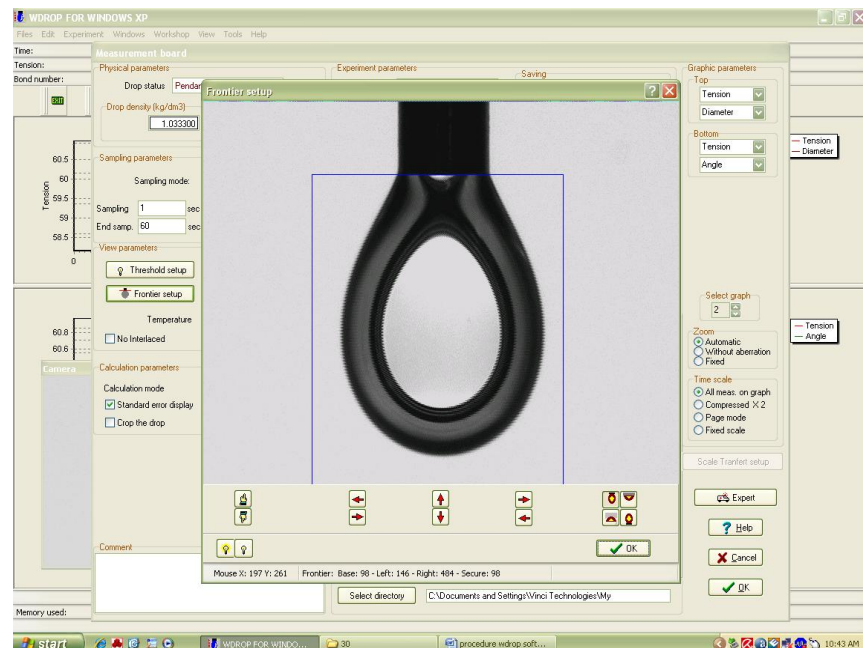 WDROP FOR WINDOWS XP
Files Edit Experiment Windows Workshop View Tools Help
Time:
Tension:
Bond number:
EXIT
Measurement board
Physical parameters
Drop status Pendar
Drop density (kg/dm3)
1.033300
Experiment parameters
Saving
Graphic parameters
Top
Tension
Diameter
Bottom
Tension
Angle
Sampling parameters
Sampling mode:
Sampling 1 sec
End samp. 60 sec
View parameters
Threshold setup
Frontier setup
Temperature
No Interlaced
Calculation parameters
Calculation mode
Standard error display
Crop the drop
Comment
Frontier setup
OK
Mouse X: 197 Y: 261 Frontier: Base: 98 - Left: 146 - Right: 484 - Secure: 98
Select directory C:\Documents and Settings\Vinci Technologies\My
Select graph
2
Zoom
Automatic
Without aberration
Fixed
Time scale
All meas. on graph
Compressed X 2
Page mode
Fixed scale
Scale Tranfert setup
Expert
Help
Cancel
OK
Tension
60.5
60
59.5
59
58.5
0
Tension
Diameter
60.8
60.6
Tension
Angle
Camera
Memory used:
start
WDROP FOR WINDO...
30
procedure wdrop soft...
10:43 AM